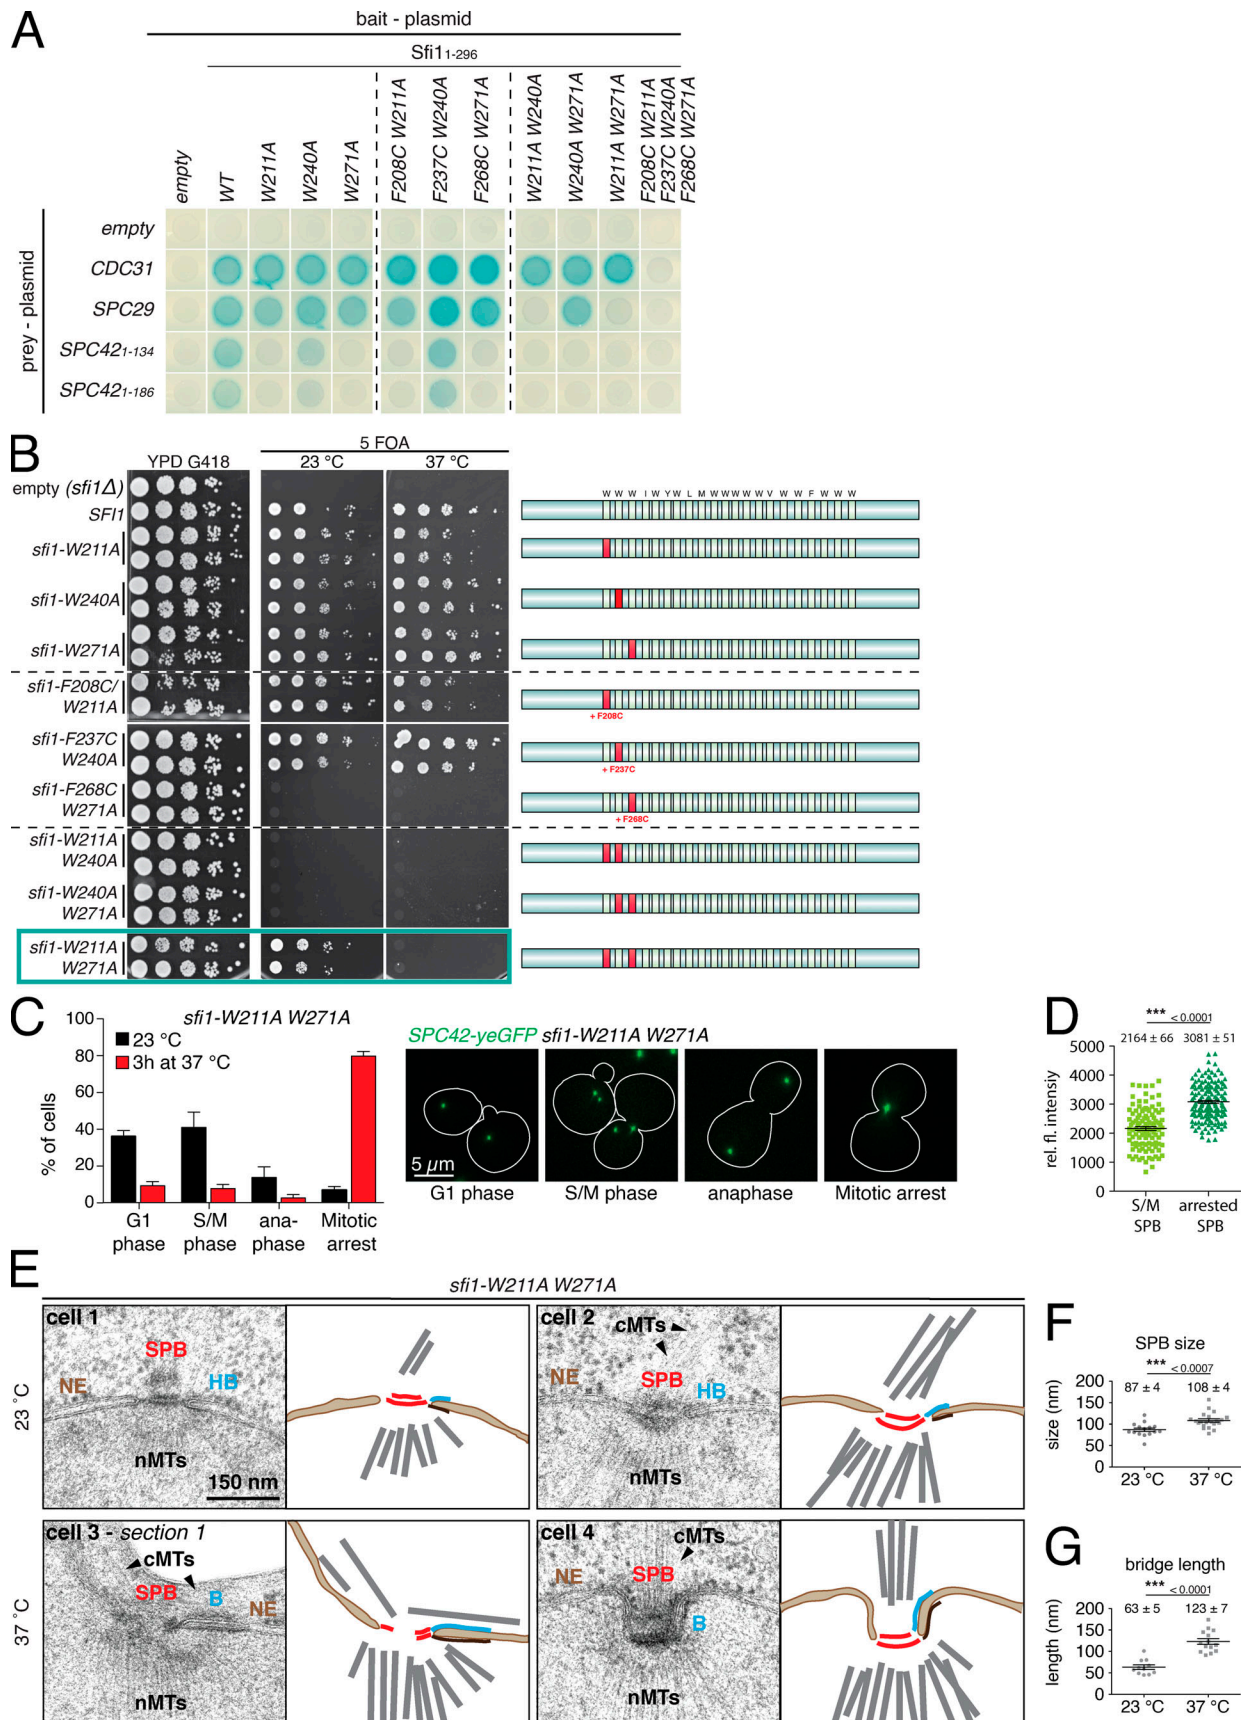 A
bait - plasmid
Sfi1 1-296
empty
WT
W211A
W240A
W271A
F208C W211A
F237C W240A
F268C W271A
W211A W240A
W240A W271A
W211A W271A
F208C W211A
F237C W240A
F268C W271A
prey - plasmid
empty
CDC31
SPC29
SPC42 1-134
SPC42 1-186
B
5 FOA
YPD G418
23 °C
37 °C
empty (sfi1Δ)
SFI1
sfi1-W211A
sfi1-W240A
sfi1-W271A
sfi1-F208C/
W211A
sfi1-F237C
W240A
sfi1-F268C
W271A
sfi1-W211A
W240A
sfi1-W240A
W271A
sfi1-W211A
W271A
W W W I W Y W L M W W W W W V W W F W W W
+ F208C
+ F237C
+ F268C
C
sfi1-W211A W271A
23 °C
3h at 37 °C
% of cells
100
80
60
40
20
0
G1 phase
S/M phase
ana-phase
Mitotic arrest
SPC42-yeGFP sfi1-W211A W271A
5 µm
G1 phase
S/M phase
anaphase
Mitotic arrest
D
*** < 0.0001
2164 ± 66 3081 ± 51
rel. fl. intensiy
5000
4000
3000
2000
1000
0
S/M SPB
arrested SPB
E
sfi1-W211A W271A
23 °C
cell 1
SPB
NE
HB
nMTs
150 nm
cell 2
cMTs
SPB
NE
HB
nMTs
37 °C
cell 3 - section 1
cMTs
SPB
B
NE
nMTs
cell 4
cMTs
NE
SPB
B
nMTs
F
SPB size
*** < 0.0007
87 ± 4 108 ± 4
size (nm)
200
150
100
50
0
23 °C 37 °C
G
bridge length
*** < 0.0001
63 ± 5 123 ± 7
length (nm)
200
150
100
50
0
23 °C 37 °C